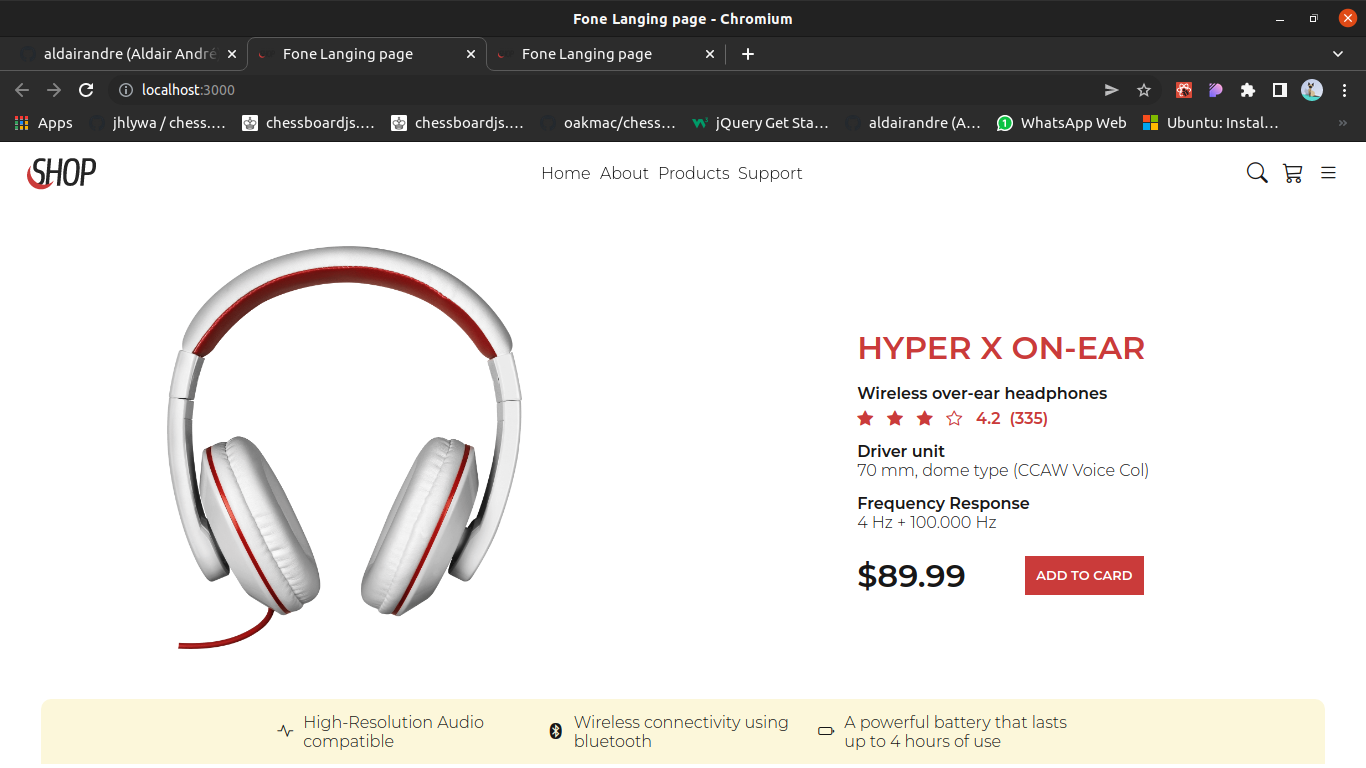 Fone Langing page - Chromium
aldairandre (Aldair André
Fone Langing page
Fone Langing page
localhost:3000
Apps
jhlywa / chess....
chessboardjs....
chessboardjs....
oakmac/chess...
jQuery Get Sta...
aldairandre (A...
1
WhatsApp Web
Ubuntu: Instal...
»
SHOP
Home About Products Support
HYPER X ON-EAR
Wireless over-ear headphones
4.2 (335)
Driver unit
70 mm, dome type (CCAW Voice Col)
Frequency Response
4 Hz + 100.000 Hz
$89.99
ADD TO CARD
High-Resolution Audio
compatible
Wireless connectivity using
bluetooth
A powerful battery that lasts
up to 4 hours of use